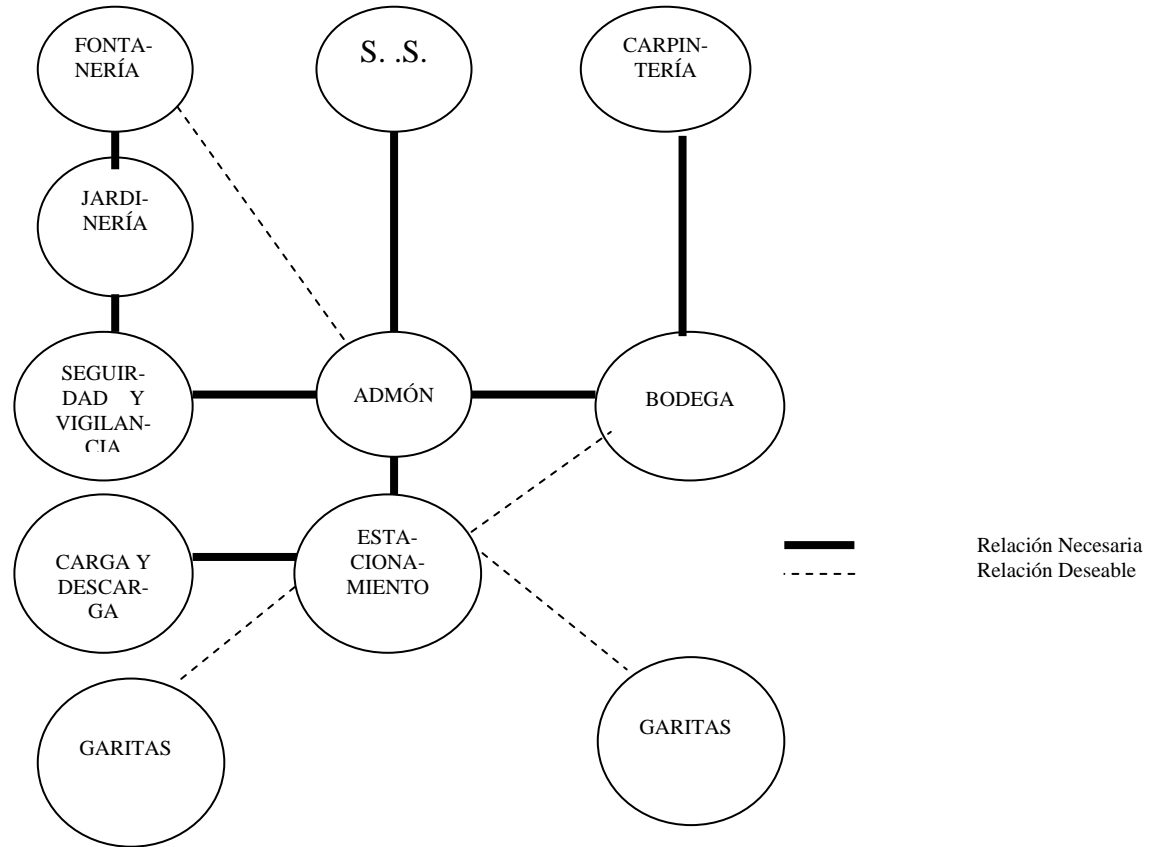 FONTA-
NERÍA
S. .S.
CARPIN-
TERÍA
JARDI-
NERÍA
SEGUIR-
DAD Y
VIGILAN-
CIA
ADMÓN
BODEGA
CARGA Y
DESCAR-
GA
ESTA-
CIONA-
MIENTO
Relación Necesaria
Relación Deseable
GARITAS
GARITAS